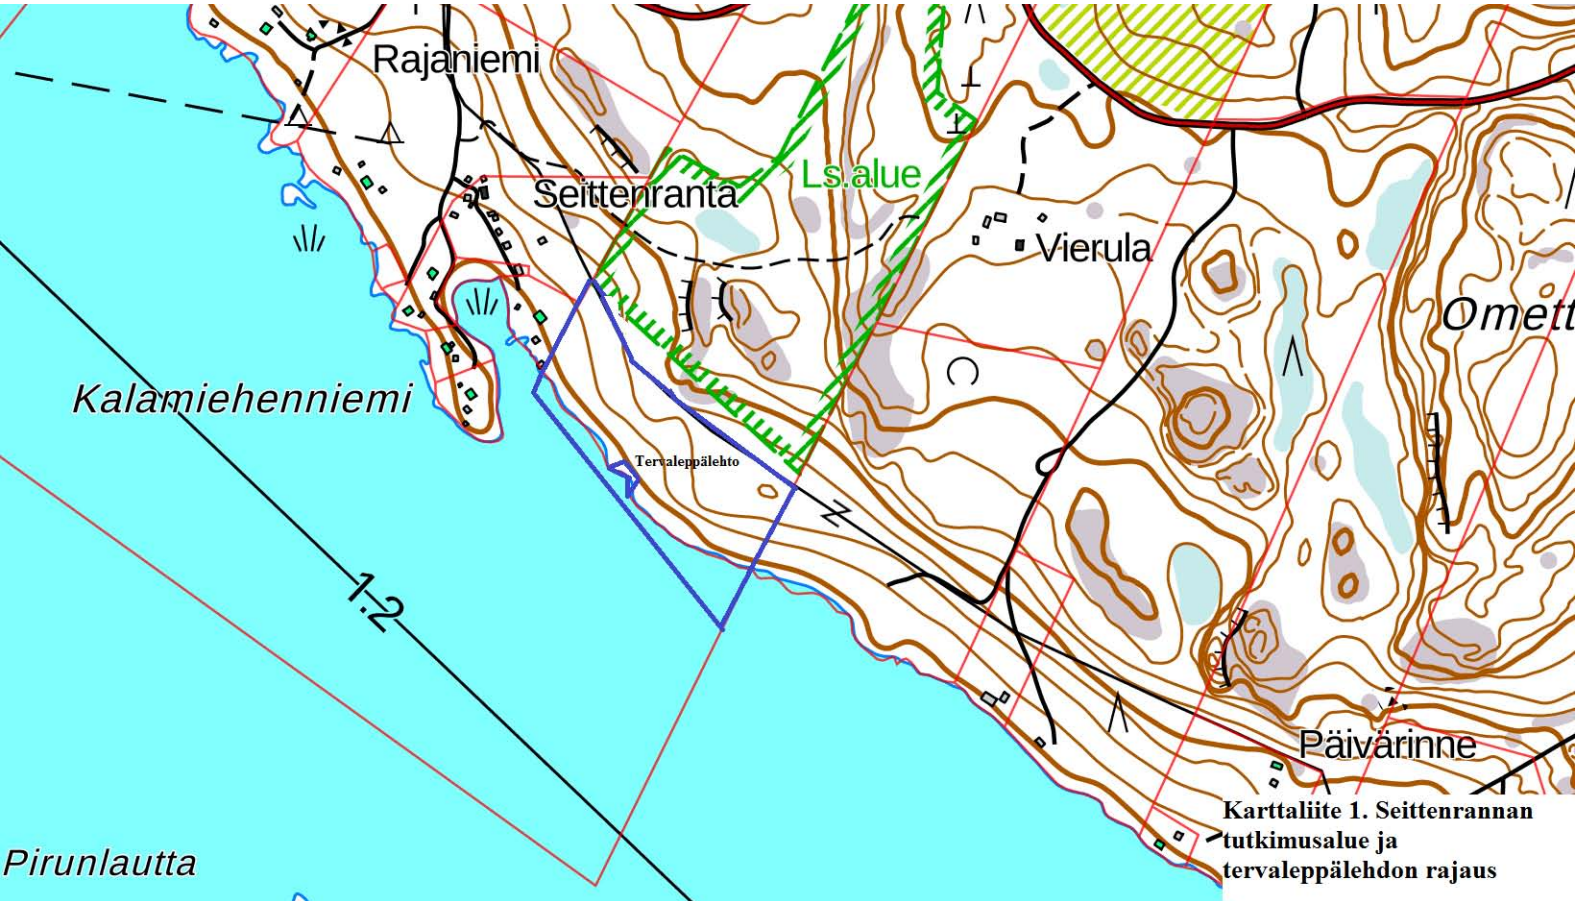 Rajaniemi
Seittenranta
Ls.alue
Vierula
Omett
Kalamiehenniemi
Tervaleppälehto
1.2
Päivärinne
Pirunlautta
Karttaliite 1. Seittenrannan
tutkimusalue ja
tervaleppälehdon rajaus